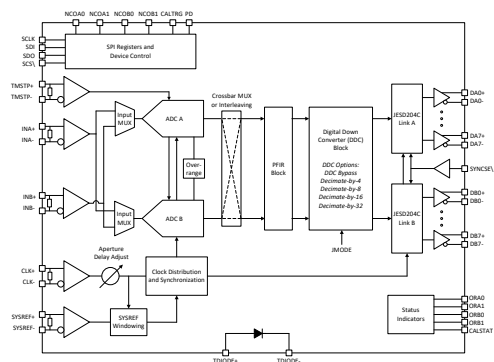 NCOA0 NCOA1 NCOB0 NCOB1 CALTRG PD
SCLK
SDI
SDO
SCS\
SPI Registers and
Device Control
TMSTP+
TMSTP-
INA+
INA-
Input
MUX
ADC A
Crossbar MUX
or Interleaving
Over-
range
INB+
INB-
Input
MUX
ADC B
PFIR
Block
Digital Down
Converter (DDC)
Block
DDC Options:
DDC Bypass
Decimate-by-4
Decimate-by-8
Decimate-by-16
Decimate-by-32
JMODE
JESD204C
Link A
DA0+
DA0-
DA7+
DA7-
SYNCSE\
JESD204C
Link B
DB0+
DB0-
DB7+
DB7-
Aperture
Delay Adjust
CLK+
CLK-
Clock Distribution
and Synchronization
SYSREF+
SYSREF-
SYSREF
Windowing
Status
Indicators
ORA0
ORA1
ORB0
ORB1
CALSTAT
TDIODE+ TDIODE-